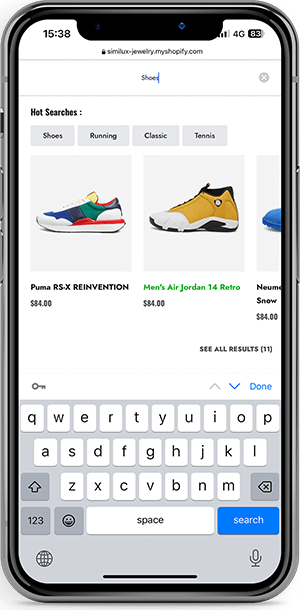 15:38 4G 83
similux-jewelry.myshopify.com
Shoes
Hot Searches :
Shoes Running Classic Tennis
Puma RS-X REINVENTION Men's Air Jordan 14 Retro Neume
Snow
$84.00 $84.00 $84.00
SEE ALL RESULTS (11)
Done
q w e r t y u i o p
a s d f g h j k l
z x c v b n m
123 space search